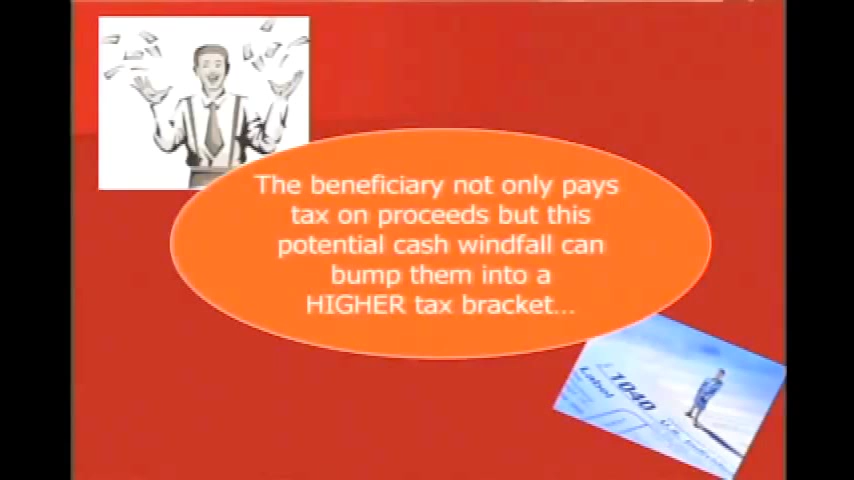 The beneficiary not only pays
tax on proceeds but this
potential cash windfall can
bump them into a
HIGHER tax bracket...
1040
Label